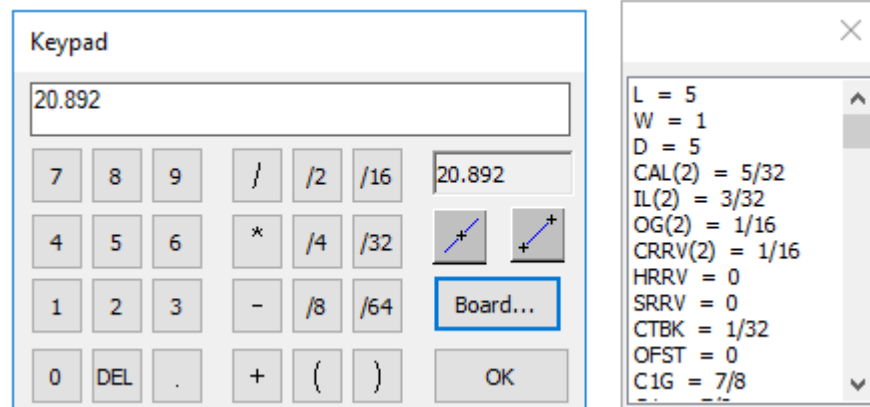 Keypad
20.892
7 8 9 / /2 /16 20.892
4 5 6 * /4 /32
1 2 3 - /8 /64 Board...
0 DEL . + ( ) OK
L = 5
W = 1
D = 5
CAL(2) = 5/32
IL(2) = 3/32
OG(2) = 1/16
CRRV(2) = 1/16
HRRV = 0
SRRV = 0
CTBK = 1/32
OFST = 0
C1G = 7/8